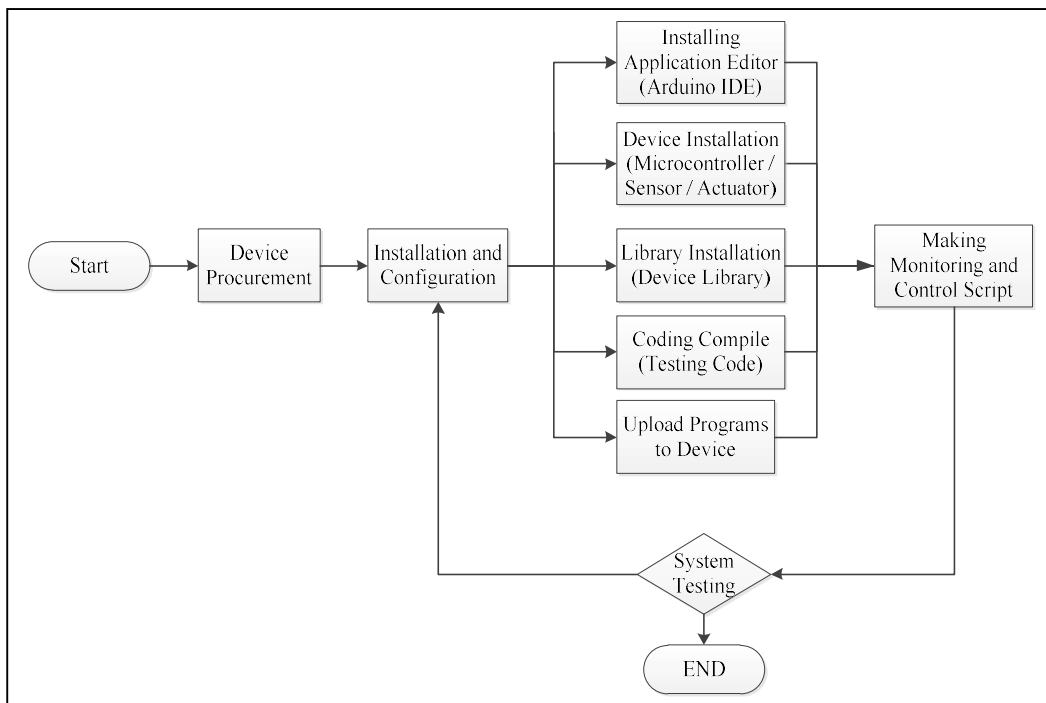 Start
Device
Procurement
Installation and
Configuration
Installing
Application Editor
(Arduino IDE)
Device Installation
(Microcontroller /
Sensor / Actuator)
Library Installation
(Device Library)
Coding Compile
(Testing Code)
Upload Programs
to Device
Making
Monitoring and
Control Script
System
Testing
END